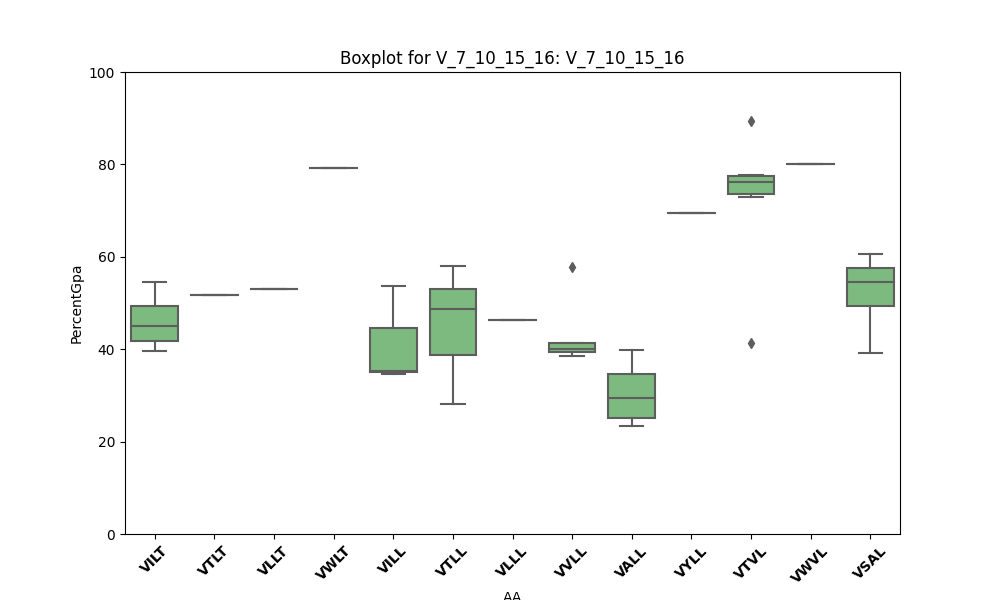 Boxplot for V_7_10_15_16: V_7_10_15_16
100
80
60
40
20
0
PercentGpa
VILT VTLT VLLT VWLT VILL VTLL VLLL VVLL VALL VYLL VTVL VWVL VSAL
AA